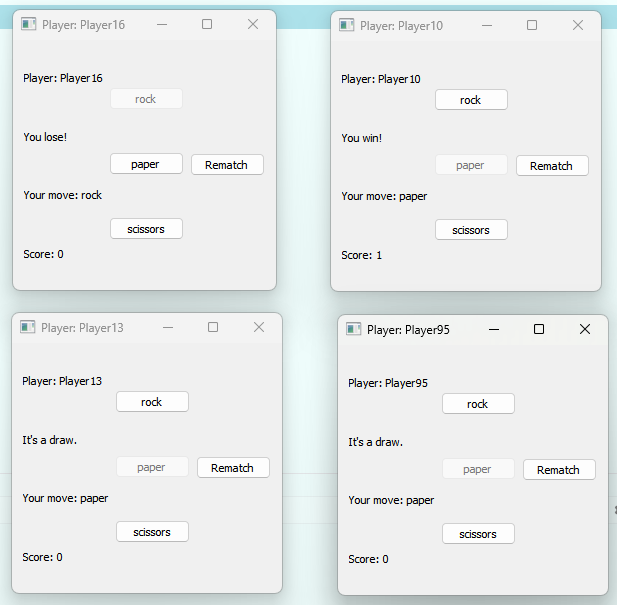 Player: Player16
Player: Player16
rock
You lose!
paper
Rematch
Your move: rock
scissors
Score: 0
Player: Player10
Player: Player10
rock
You win!
paper
Rematch
Your move: paper
scissors
Score: 1
Player: Player13
Player: Player13
rock
It's a draw.
paper
Rematch
Your move: paper
scissors
Score: 0
Player: Player95
Player: Player95
rock
It's a draw.
paper
Rematch
Your move: paper
scissors
Score: 0